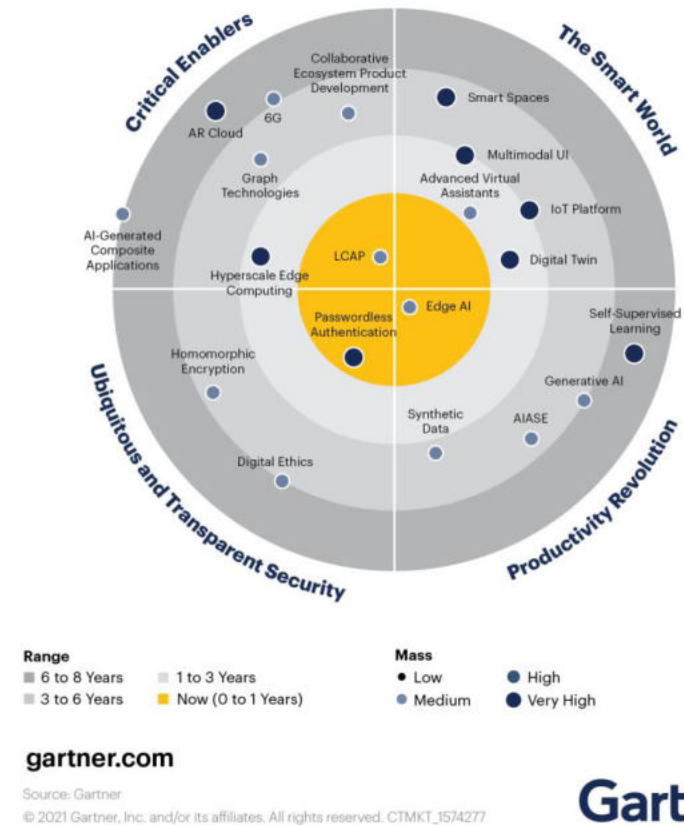 Critical Enablers
The Smart World
Collaborative
Ecosystem Product
Development
6G
AR Cloud
Graph
Technologies
AI-Generated
Composite
Applications
Hyperscale Edge
Computing
LCAP
Smart Spaces
Multimodal UI
Advanced Virtual
Assistants
IoT Platform
Digital Twin
Edge AI
Passwordless
Authentication
Homomorphic
Encryption
Digital Ethics
Self-Supervised
Learning
Generative AI
AIASE
Synthetic
Data
Ubiquitous and Transparent Security
Productivity Revolution
Range
6 to 8 Years
3 to 6 Years
1 to 3 Years
Now (0 to 1 Years)
Mass
Low
Medium
High
Very High
gartner.com
Source: Gartner
© 2021 Gartner, Inc. and/or its affiliates. All rights reserved. CTMKT_1574277
Gart